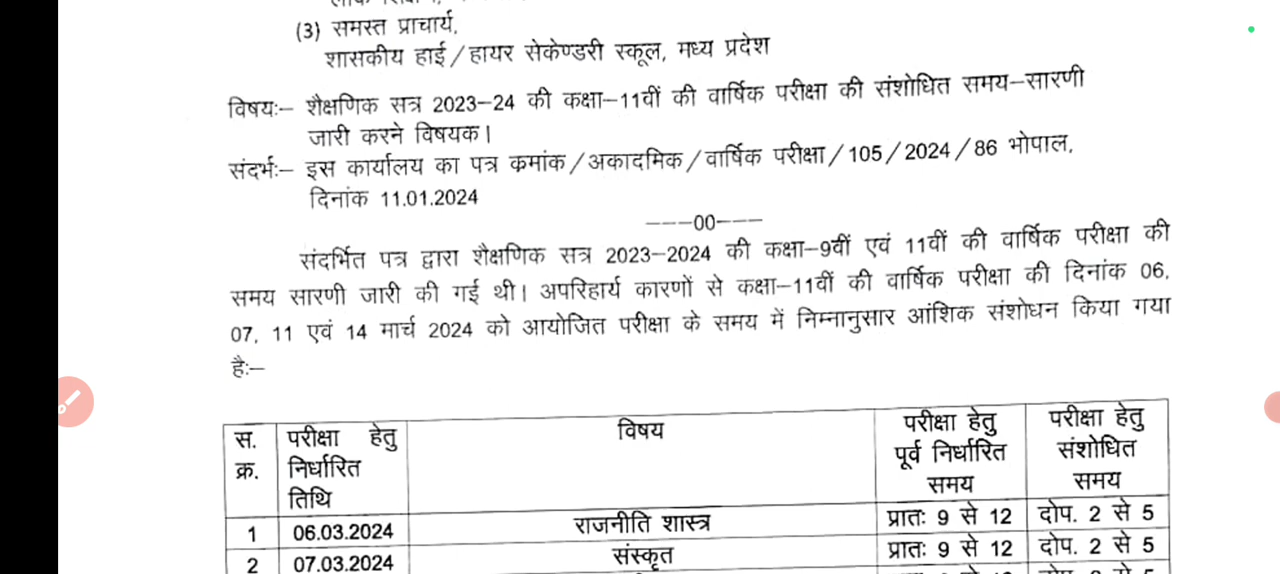 (3) समस्त प्राचार्य,
शासकीय हाई/हायर सेकेण्डरी स्कूल, मध्य प्रदेश
विषयः– शैक्षणिक सत्र 2023–24 की कक्षा–11वीं की वार्षिक परीक्षा की संशोधित समय–सारणी
जारी करने विषयक।
संदर्भः– इस कार्यालय का पत्र क्रमांक/अकादमिक/वार्षिक परीक्षा/105/2024/86 भोपाल,
दिनांक 11.01.2024
–––00–––
संदर्भित पत्र द्वारा शैक्षणिक सत्र 2023–2024 की कक्षा–9वीं एवं 11वीं की वार्षिक परीक्षा की
समय सारणी जारी की गई थी। अपरिहार्य कारणों से कक्षा–11वीं की वार्षिक परीक्षा की दिनांक 06,
07, 11 एवं 14 मार्च 2024 को आयोजित परीक्षा के समय में निम्नानुसार आंशिक संशोधन किया गया
हैः–
स. क्र. परीक्षा हेतु निर्धारित तिथि विषय परीक्षा हेतु पूर्व निर्धारित समय परीक्षा हेतु संशोधित समय
1 06.03.2024 राजनीति शास्त्र प्रातः 9 से 12 दोप. 2 से 5
2 07.03.2024 संस्कृत प्रातः 9 से 12 दोप. 2 से 5